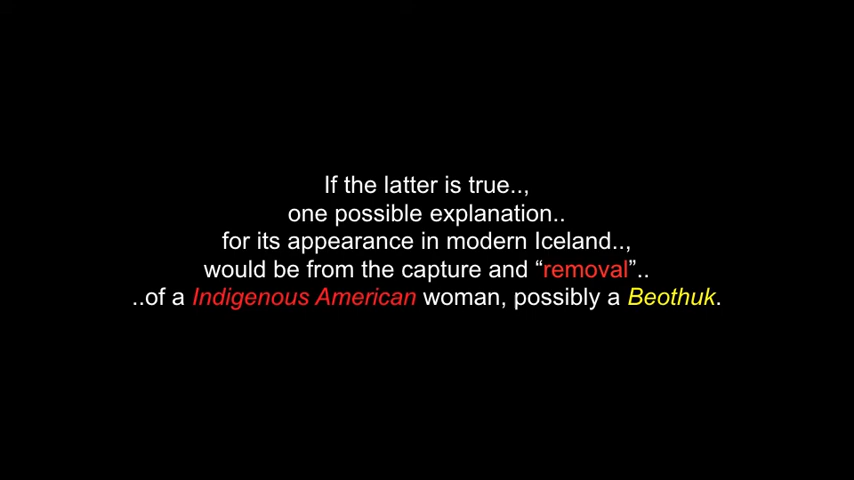 If the latter is true..,
one possible explanation..
for its appearance in modern Iceland..,
would be from the capture and “removal”..
..of a Indigenous American woman, possibly a Beothuk.